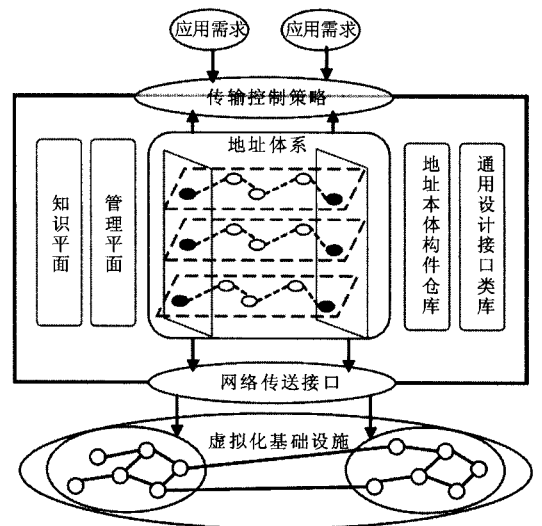 应用需求
应用需求
传输控制策略
地址体系
知识平面
管理平面
地址本体构件仓库
通用设计接口类库
网络传送接口
虚拟化基础设施